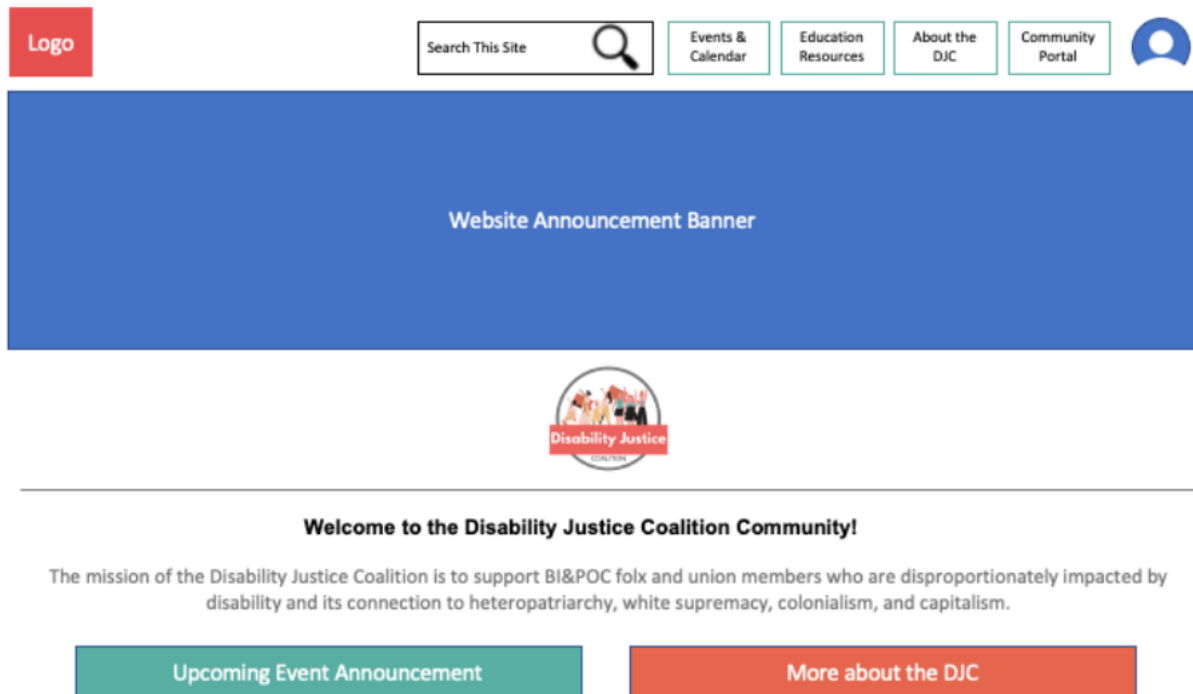 Logo
Search This Site
Events &
Calendar
Education
Resources
About the
DJC
Community
Portal
Website Announcement Banner
Disability Justice
COALITION
Welcome to the Disability Justice Coalition Community!
The mission of the Disability Justice Coalition is to support BI&POC folx and union members who are disproportionately impacted by
disability and its connection to heteropatriarchy, white supremacy, colonialism, and capitalism.
Upcoming Event Announcement
More about the DJC